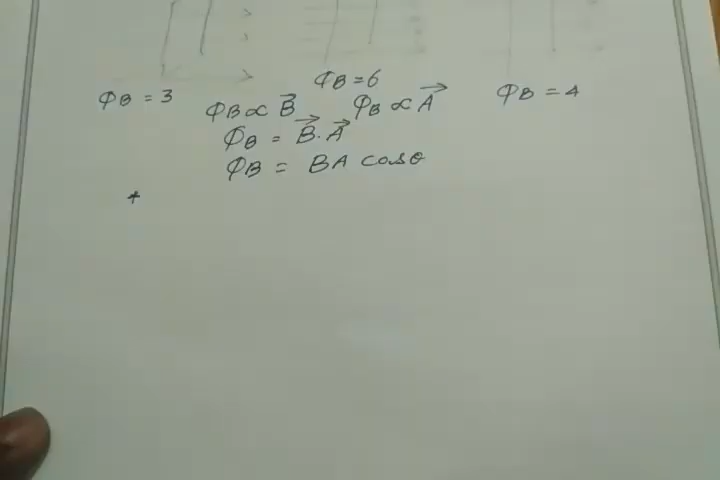 ΦB = 6
ΦB = 3 ΦB ∝ B⃗ ΦB ∝ A⃗ ΦB = 4
ΦB = B⃗ . A⃗
ΦB = BA cosθ
*